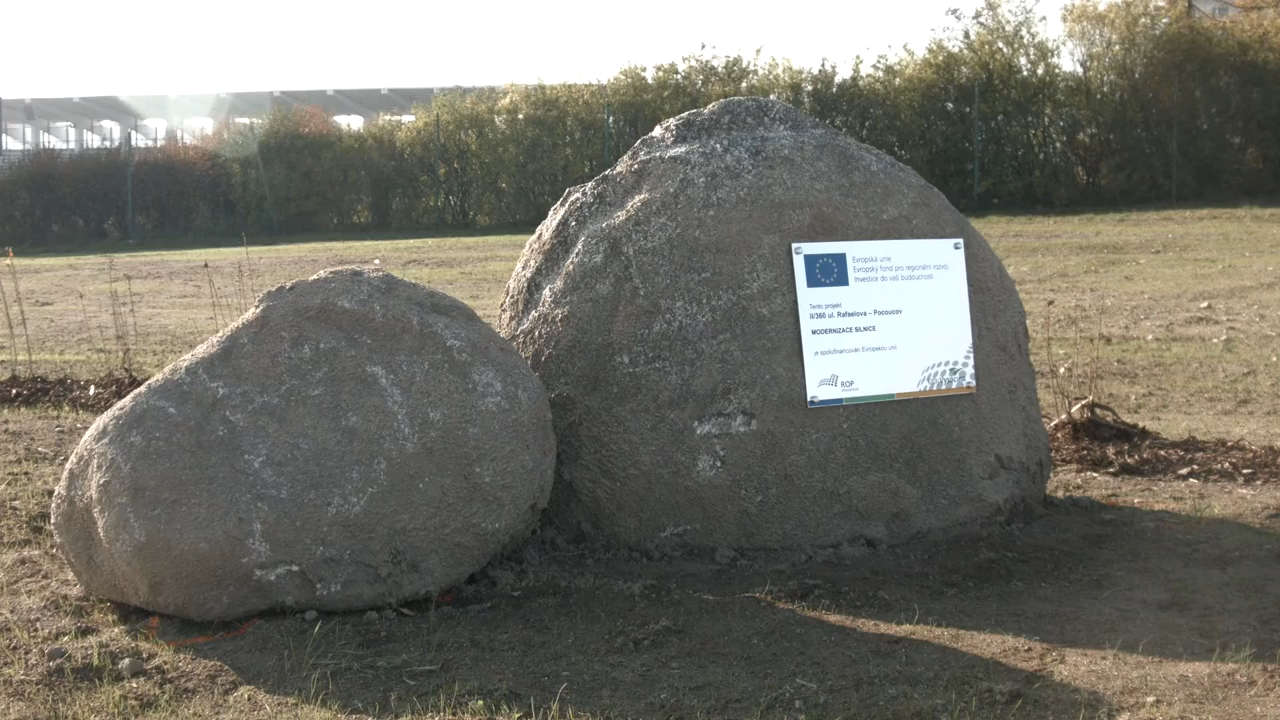 Evropská unie
Evropský fond pro regionální rozvoj
Investice do vaší budoucnosti
Tento projekt
II/360 ul. Rafaelova – Pocoucov
MODERNIZACE SILNICE
je spolufinancován Evropskou unií
ROP